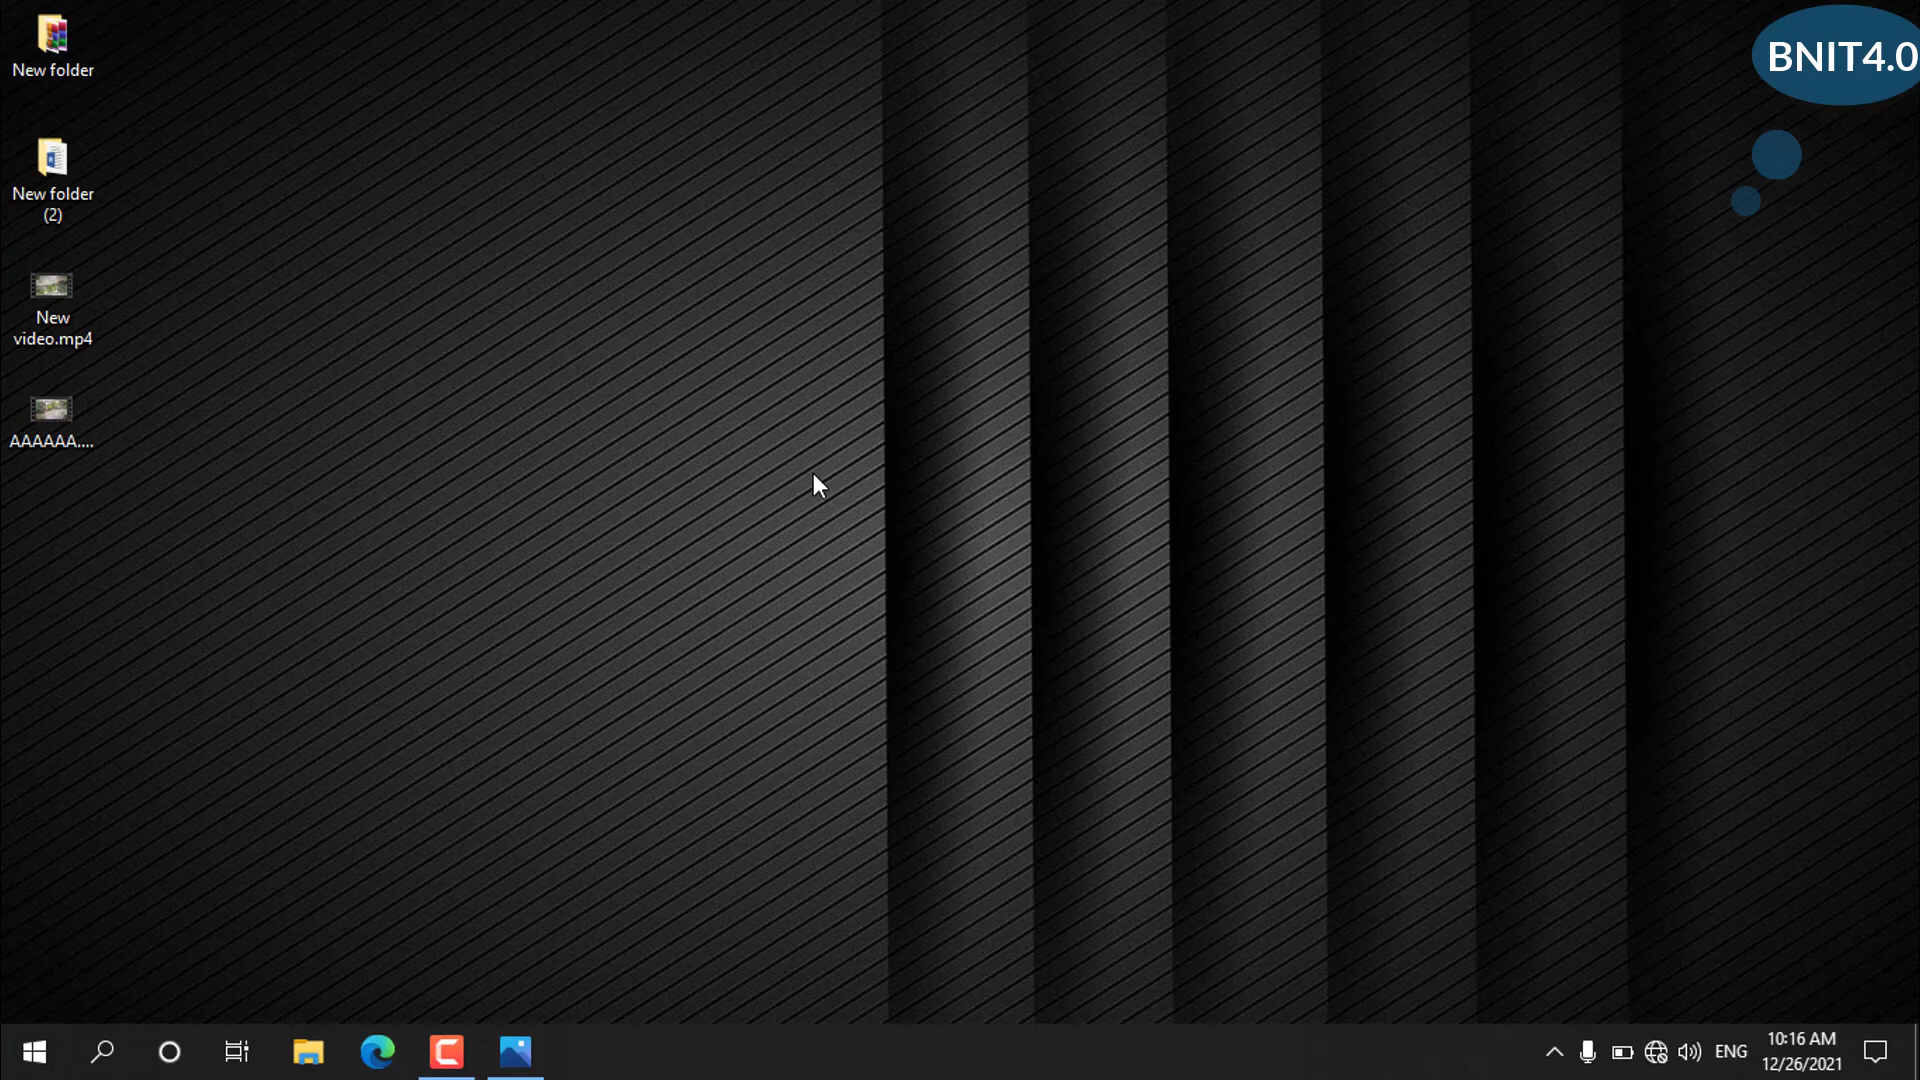 New folder
New folder
(2)
New
video.mp4
AAAAAA....
BNIT4.0
ENG
10:16 AM
12/26/2021